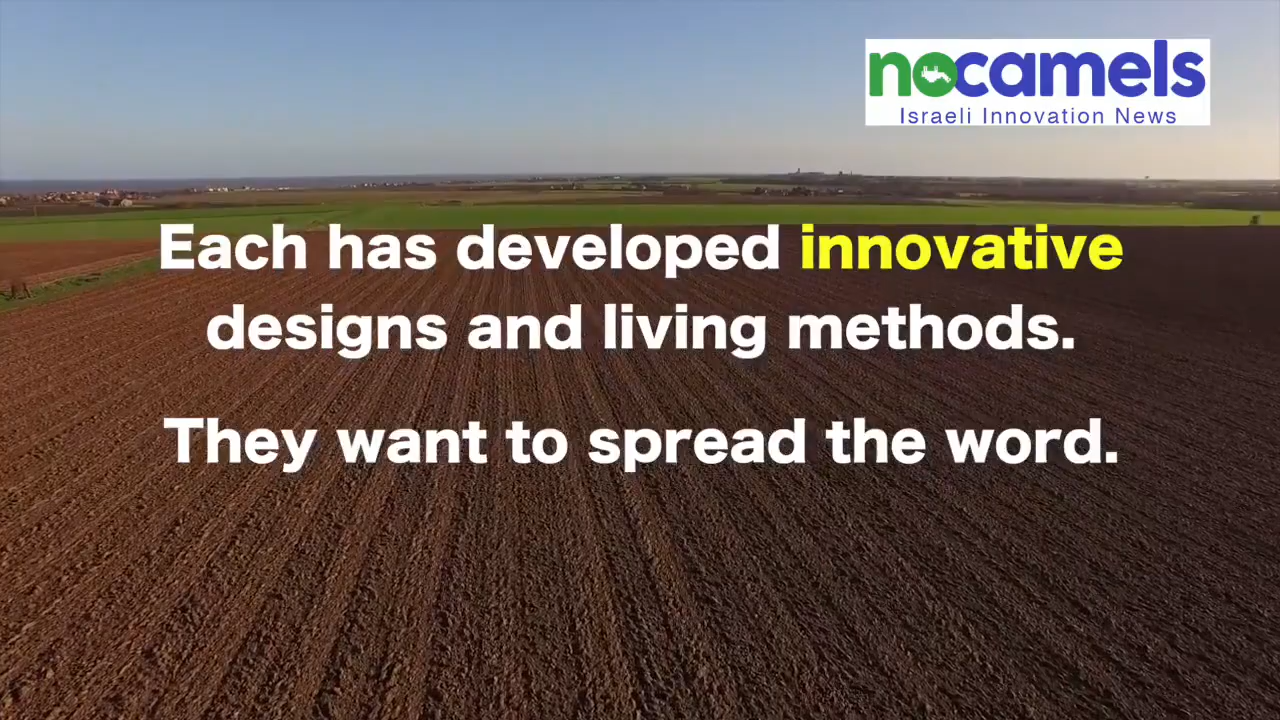 nocamels
Israeli Innovation News
Each has developed innovative
designs and living methods.
They want to spread the word.